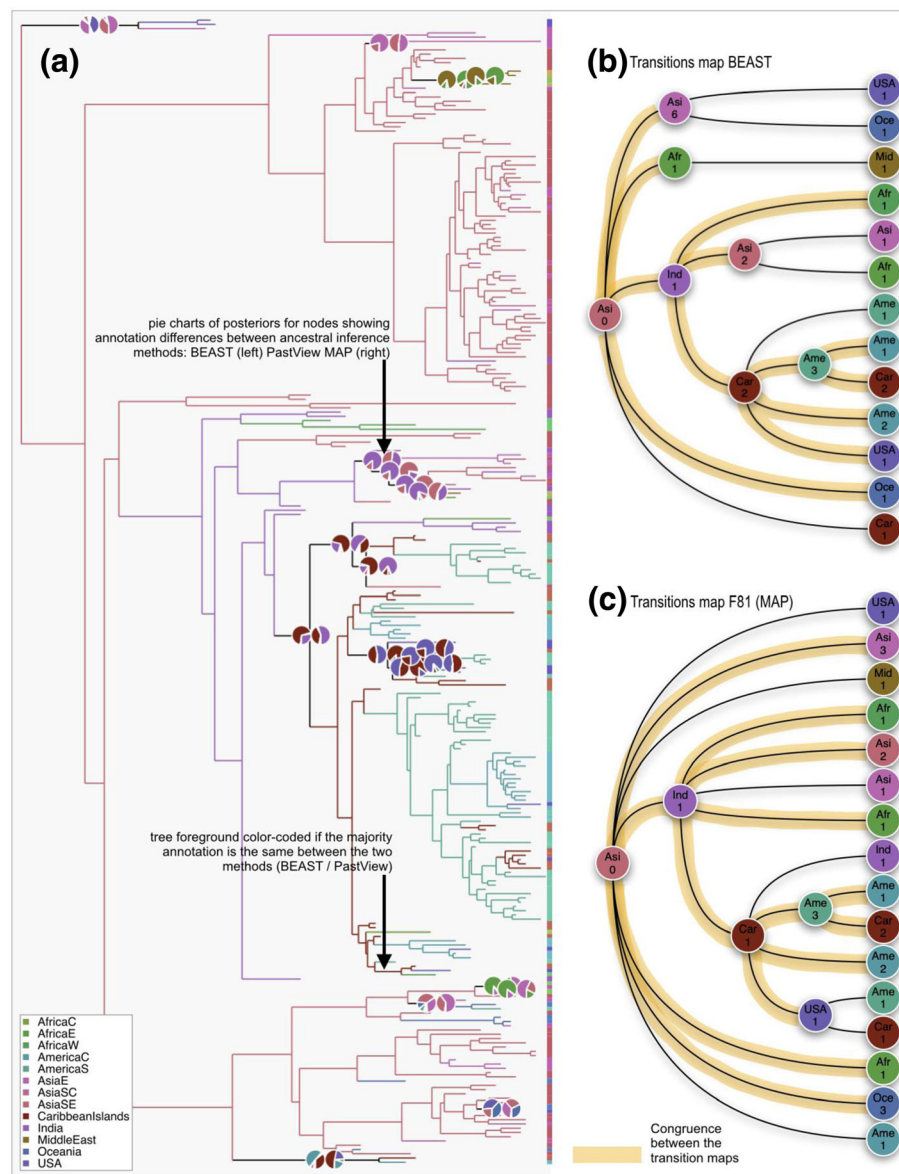 (a)
pie charts of posteriors for nodes showing
annotation differences between ancestral inference
methods: BEAST (left) PastView MAP (right)
tree foreground color-coded if the majority
annotation is the same between the two
methods (BEAST / PastView)
AfricaC
AfricaE
AfricaW
AmericaC
AmericaS
AsiaE
AsiaSC
AsiaSE
CaribbeanIslands
India
MiddleEast
Oceania
USA
(b) Transitions map BEAST
USA
1
Asi
6
Oce
1
Afr
1
Mid
1
Afr
1
Asi
1
Asi
2
Afr
1
Ind
1
Asi
0
Ame
1
Ame
1
Ame
3
Car
2
Car
2
Ame
2
USA
1
Oce
1
Car
1
(c) Transitions map F81 (MAP)
USA
1
Asi
3
Mid
1
Afr
1
Asi
2
Asi
1
Ind
1
Afr
1
Asi
0
Ind
1
Ame
1
Ame
3
Car
2
Car
1
Ame
2
Ame
1
USA
1
Car
1
Afr
1
Oce
3
Ame
1
Congruence
between the
transition maps